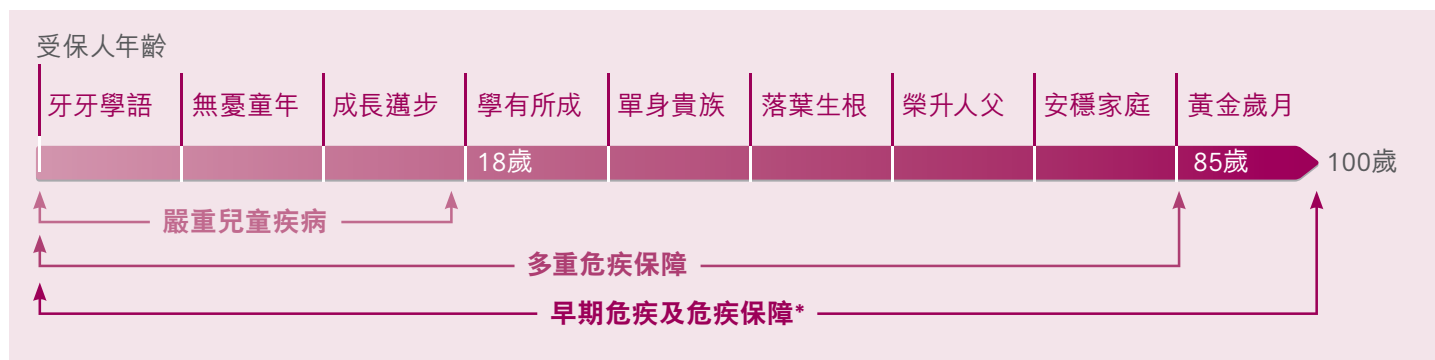 受保人年齡
牙牙學語 無憂童年 成長邁步 學有所成 單身貴族 落葉生根 榮升人父 安穩家庭 黃金歲月
18歲 85歲 100歲
嚴重兒童疾病
多重危疾保障
早期危疾及危疾保障*